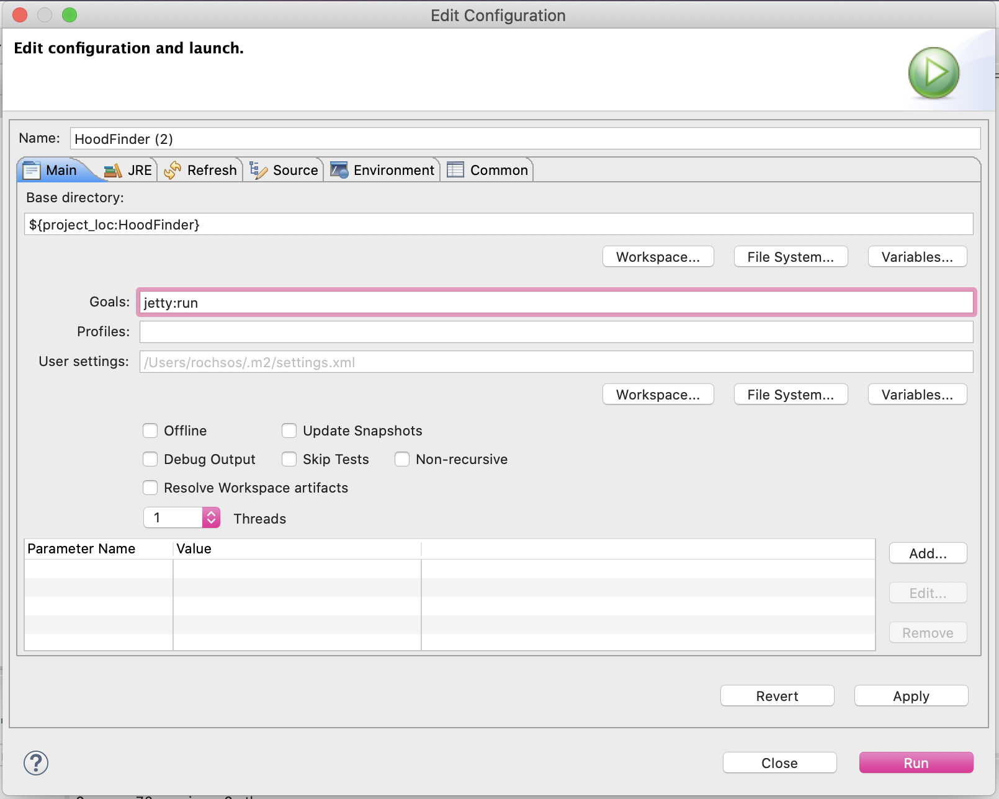 Edit Configuration
Edit configuration and launch.
Name: HoodFinder (2)
Main JRE Refresh Source Environment Common
Base directory:
${project_loc:HoodFinder}
Workspace... File System... Variables...
Goals: jetty:run
Profiles:
User settings: /Users/rochsos/.m2/settings.xml
Workspace... File System... Variables...
Offline Update Snapshots
Debug Output Skip Tests Non-recursive
Resolve Workspace artifacts
1 Threads
Parameter Name Value
Add...
Edit...
Remove
Revert Apply
? Close Run